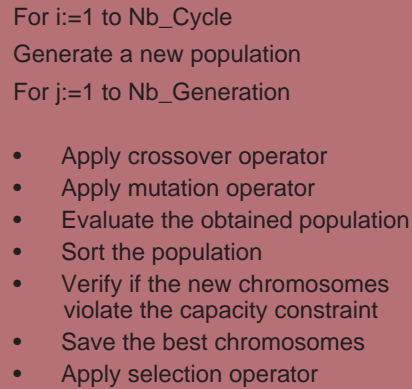 For i:=1 to Nb_Cycle
Generate a new population
For j:=1 to Nb_Generation
• Apply crossover operator
• Apply mutation operator
• Evaluate the obtained population
• Sort the population
• Verify if the new chromosomes
violate the capacity constraint
• Save the best chromosomes
• Apply selection operator